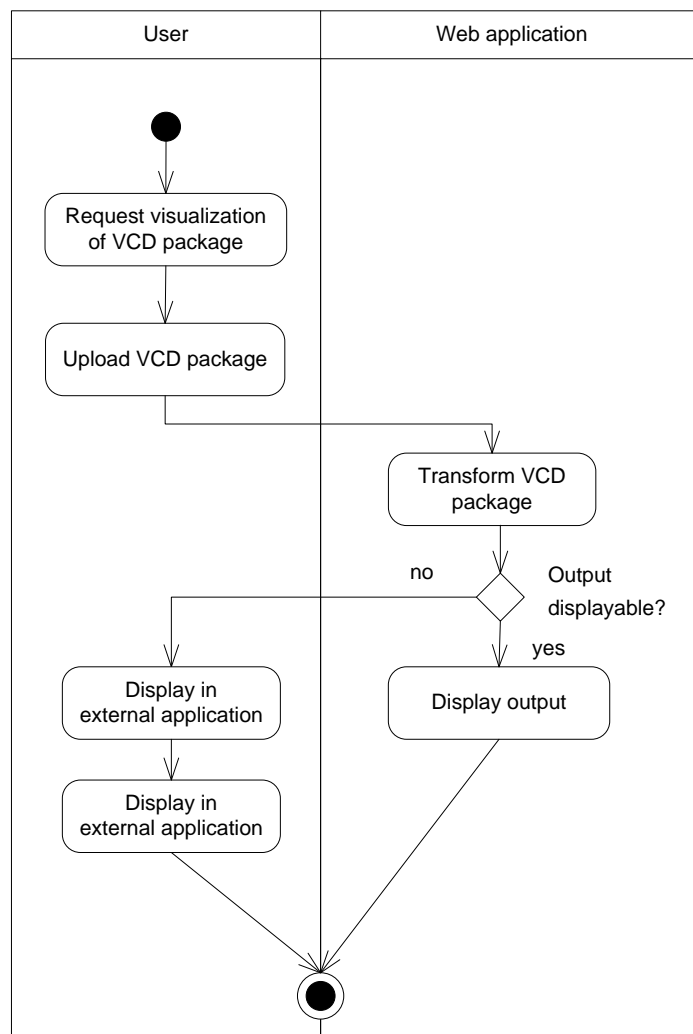 User
Web application
Request visualization
of VCD package
Upload VCD package
Transform VCD
package
no
Output
displayable?
yes
Display in
external application
Display output
Display in
external application